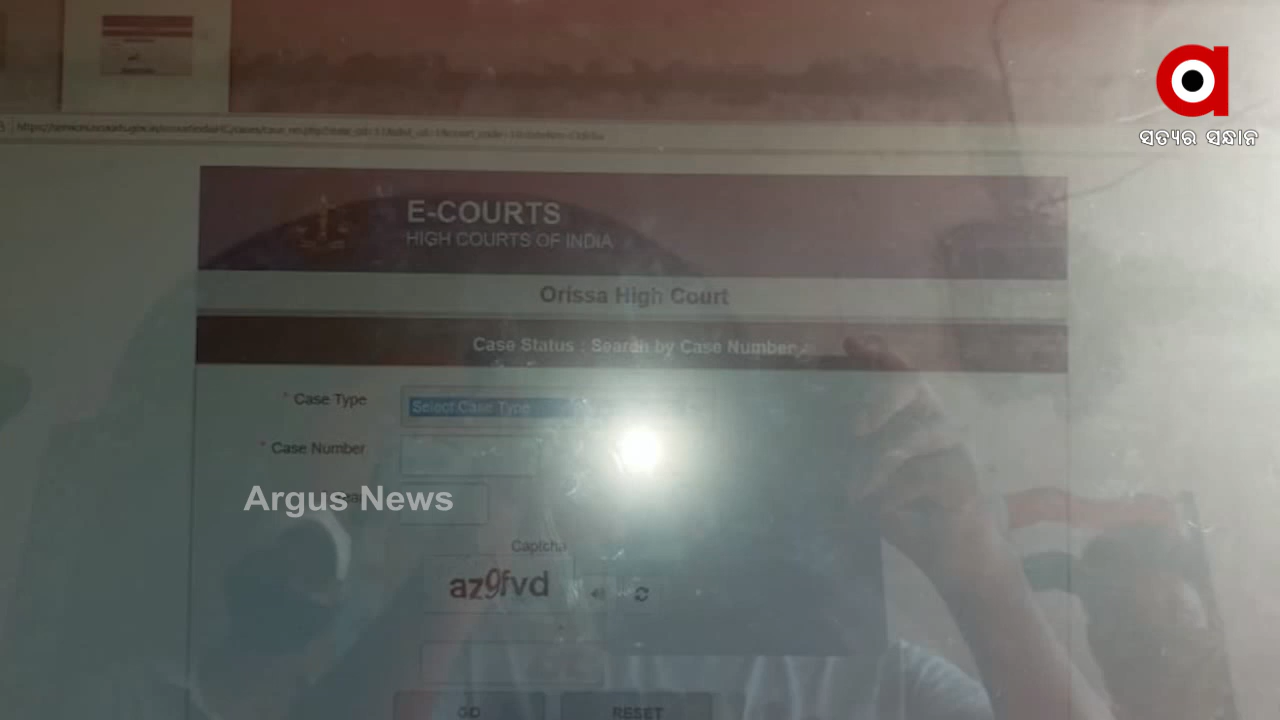 ସତ୍ୟର ସନ୍ଧାନ
E-COURTS
HIGH COURTS OF INDIA
Orissa High Court
Case Status : Search by Case Number
* Case Type
Select Case Type
* Case Number
Argus News
Captcha
az9fvd
GO RESET